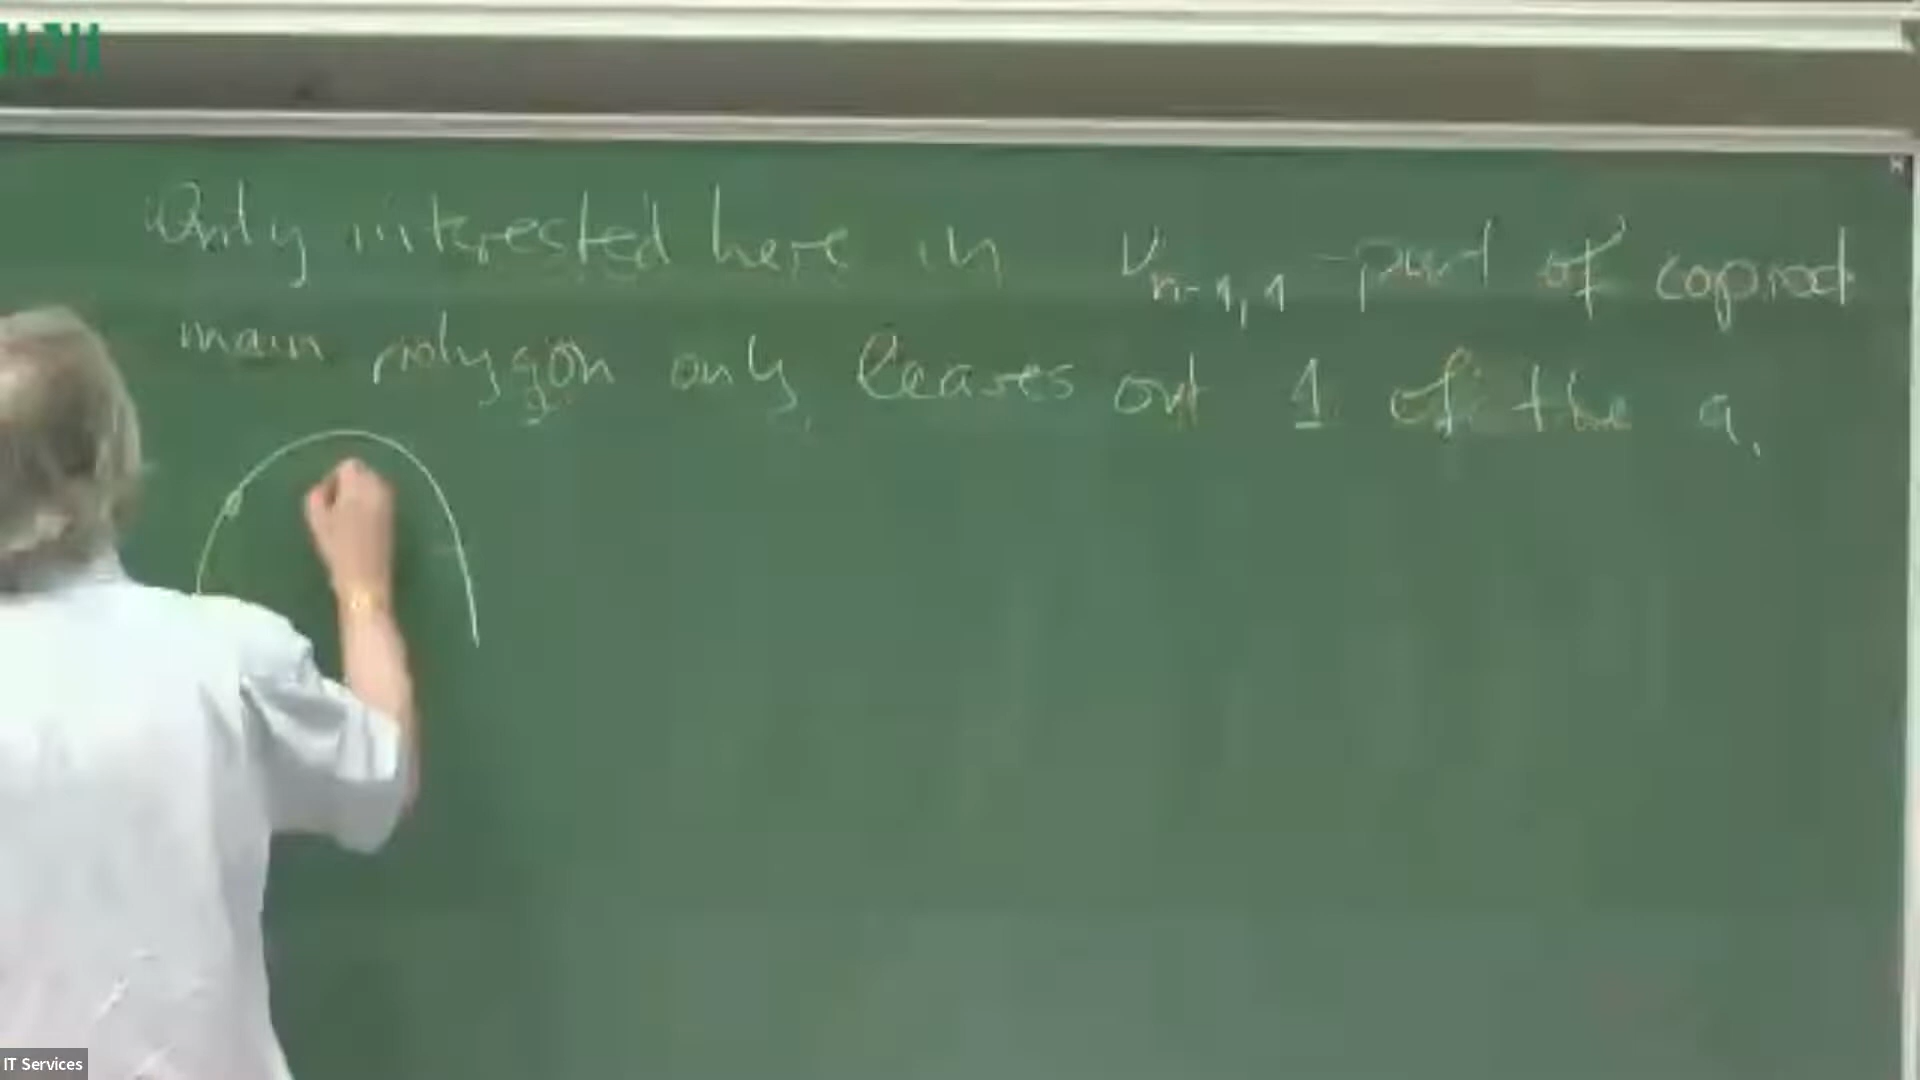 Only interested here in ν_{n-1,1}-part of coprod
main polygon only leaves out 1 of the a.
IT Services